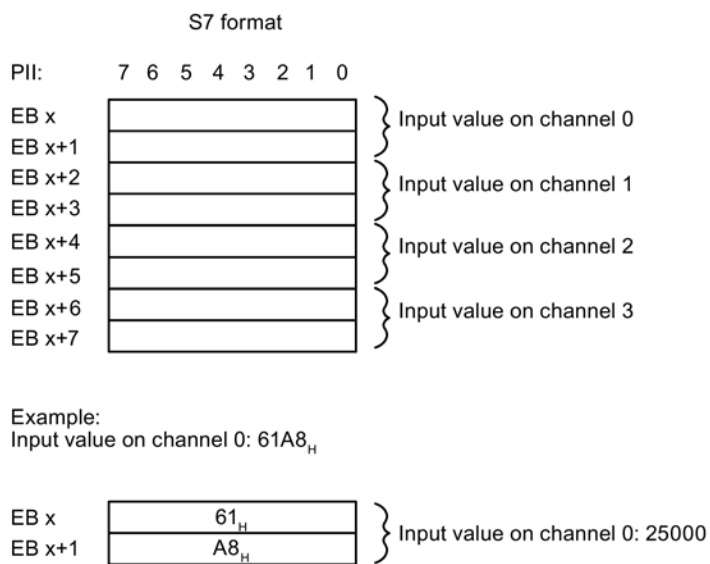 S7 format
PII: 7 6 5 4 3 2 1 0
EB x
EB x+1
Input value on channel 0
EB x+2
EB x+3
Input value on channel 1
EB x+4
EB x+5
Input value on channel 2
EB x+6
EB x+7
Input value on channel 3
Example:
Input value on channel 0: 61A8H
EB x 61H
EB x+1 A8H
Input value on channel 0: 25000